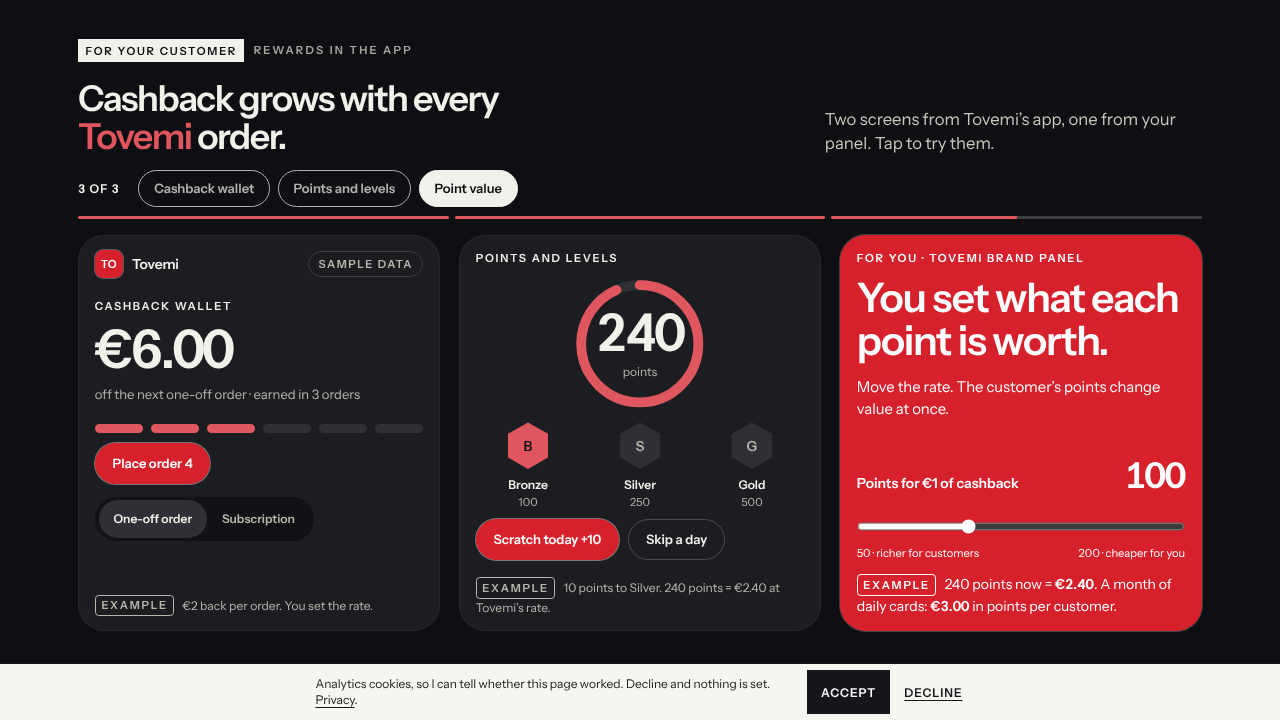 FOR YOUR CUSTOMER REWARDS IN THE APP
Cashback grows with every
Tovemi order.
Two screens from Tovemi's app, one from your
panel. Tap to try them.
3 OF 3 Cashback wallet Points and levels Point value
TO Tovemi SAMPLE DATA
CASHBACK WALLET
€6.00
off the next one-off order · earned in 3 orders
Place order 4
One-off order Subscription
EXAMPLE €2 back per order. You set the rate.
POINTS AND LEVELS
240
points
B S G
Bronze Silver Gold
100 250 500
Scratch today +10 Skip a day
EXAMPLE 10 points to Silver. 240 points = €2.40 at
Tovemi's rate.
FOR YOU · TOVEMI BRAND PANEL
You set what each
point is worth.
Move the rate. The customer's points change
value at once.
Points for €1 of cashback 100
50 · richer for customers 200 · cheaper for you
EXAMPLE 240 points now = €2.40. A month of
daily cards: €3.00 in points per customer.
Analytics cookies, so I can tell whether this page worked. Decline and nothing is set.
Privacy.
ACCEPT DECLINE